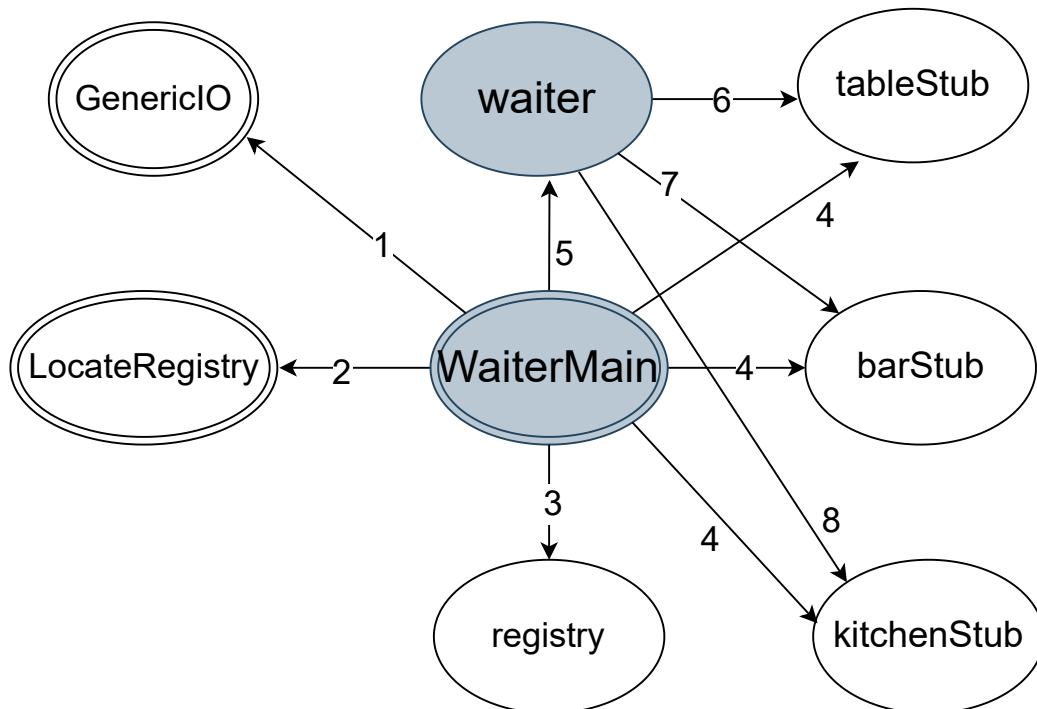 GenericIO
waiter
tableStub
6
7
4
1
5
LocateRegistry
2
WaiterMain
4
barStub
3
4
8
registry
kitchenStub